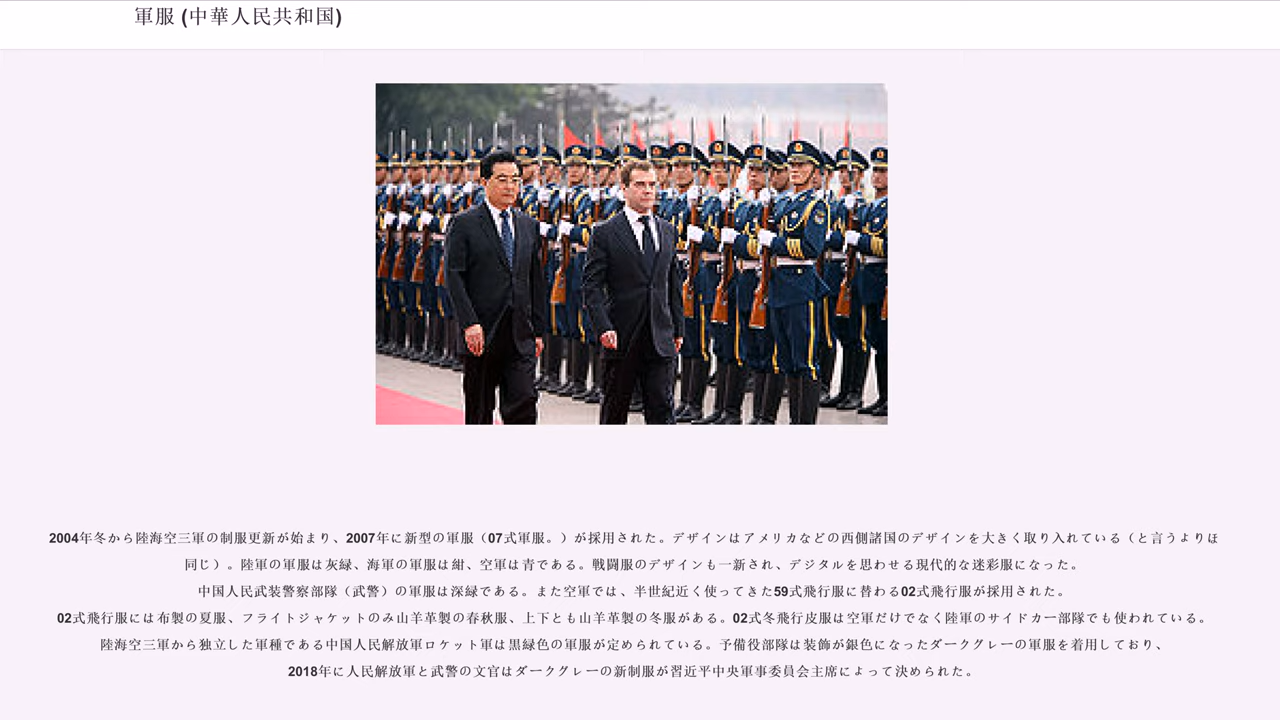 軍服 (中華人民共和国)
2004年冬から陸海空三軍の制服更新が始まり、2007年に新型の軍服（07式軍服。）が採用された。デザインはアメリカなどの西側諸国のデザインを大きく取り入れている（と言うよりほ
同じ）。陸軍の軍服は灰緑、海軍の軍服は紺、空軍は青である。戦闘服のデザインも一新され、デジタルを思わせる現代的な迷彩服になった。
中国人民武装警察部隊（武警）の軍服は深緑である。また空軍では、半世紀近く使ってきた59式飛行服に替わる02式飛行服が採用された。
02式飛行服には布製の夏服、フライトジャケットのみ山羊革製の春秋服、上下とも山羊革製の冬服がある。02式冬飛行皮服は空軍だけでなく陸軍のサイドカー部隊でも使われている。
陸海空三軍から独立した軍種である中国人民解放軍ロケット軍は黒緑色の軍服が定められている。予備役部隊は装飾が銀色になったダークグレーの軍服を着用しており、
2018年に人民解放軍と武警の文官はダークグレーの新制服が習近平中央軍事委員会主席によって決められた。